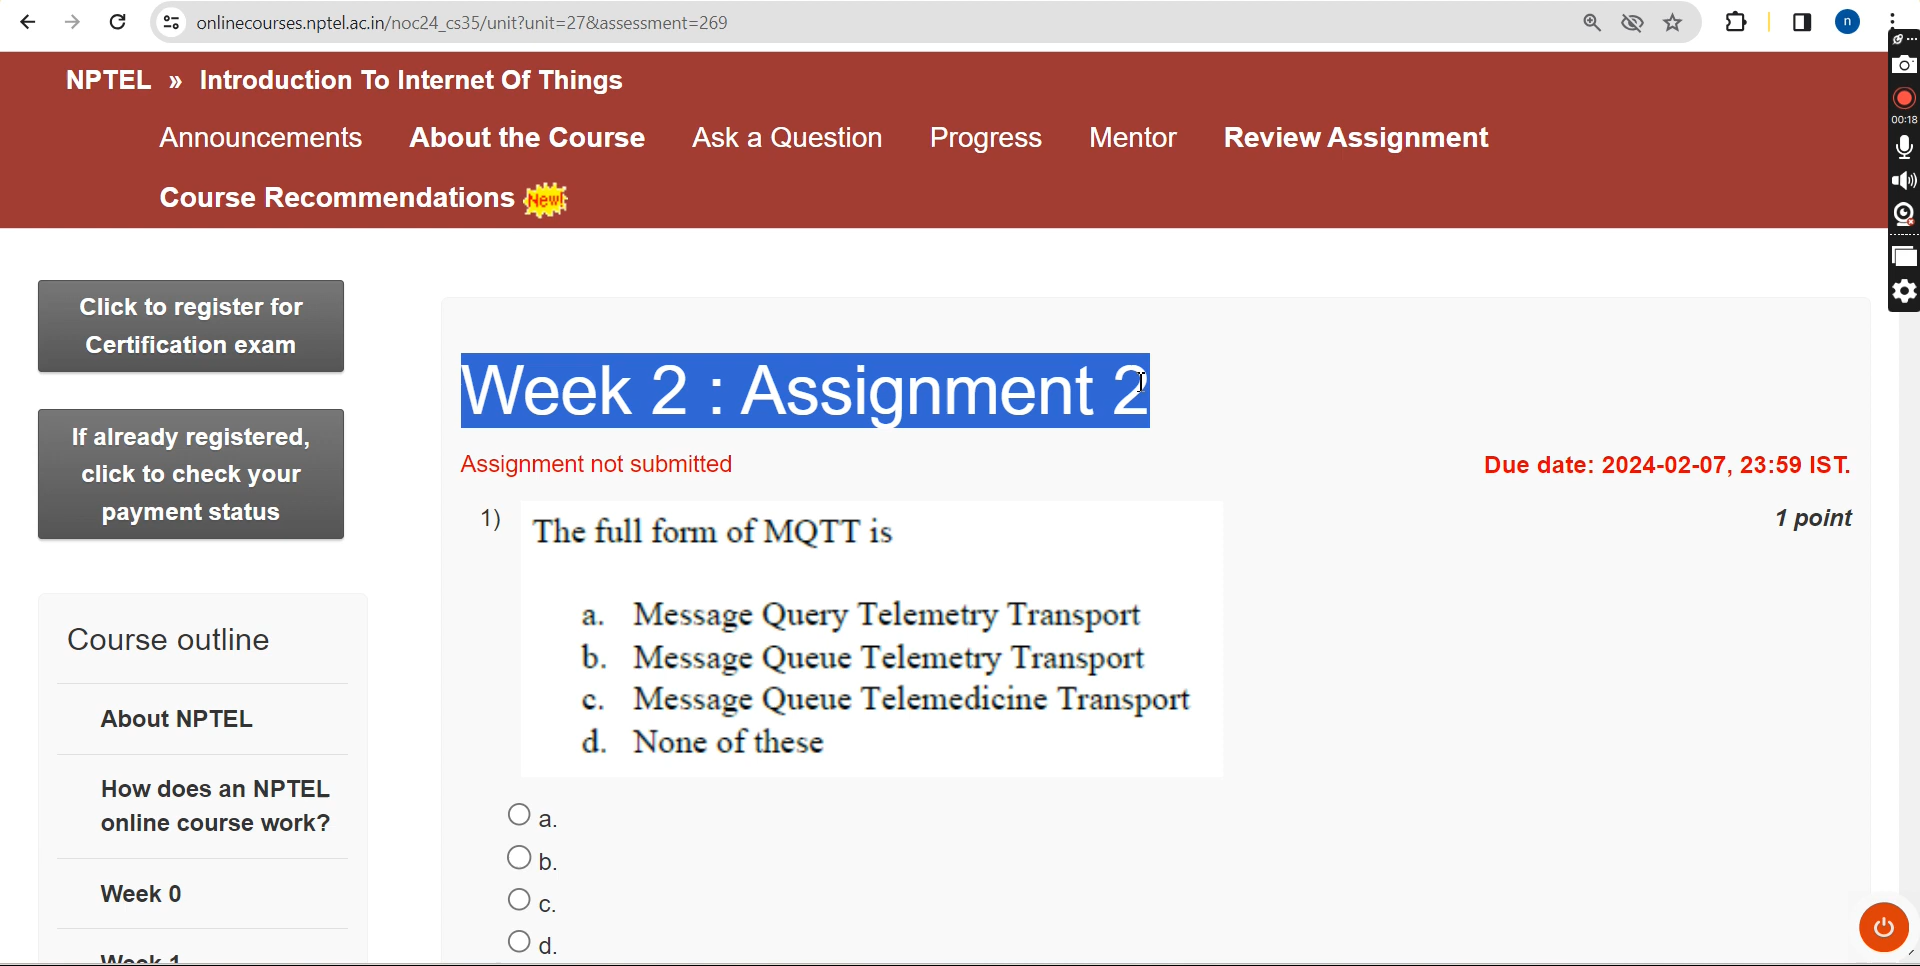 onlinecourses.nptel.ac.in/noc24_cs35/unit?unit=27&assessment=269
n
NPTEL » Introduction To Internet Of Things
Announcements About the Course Ask a Question Progress Mentor Review Assignment
Course Recommendations New!
00:18
Click to register for
Certification exam
If already registered,
click to check your
payment status
Course outline
About NPTEL
How does an NPTEL
online course work?
Week 0
Week 1
Week 2 : Assignment 2
Assignment not submitted
Due date: 2024-02-07, 23:59 IST.
1) The full form of MQTT is
1 point
a. Message Query Telemetry Transport
b. Message Queue Telemetry Transport
c. Message Queue Telemedicine Transport
d. None of these
a.
b.
c.
d.